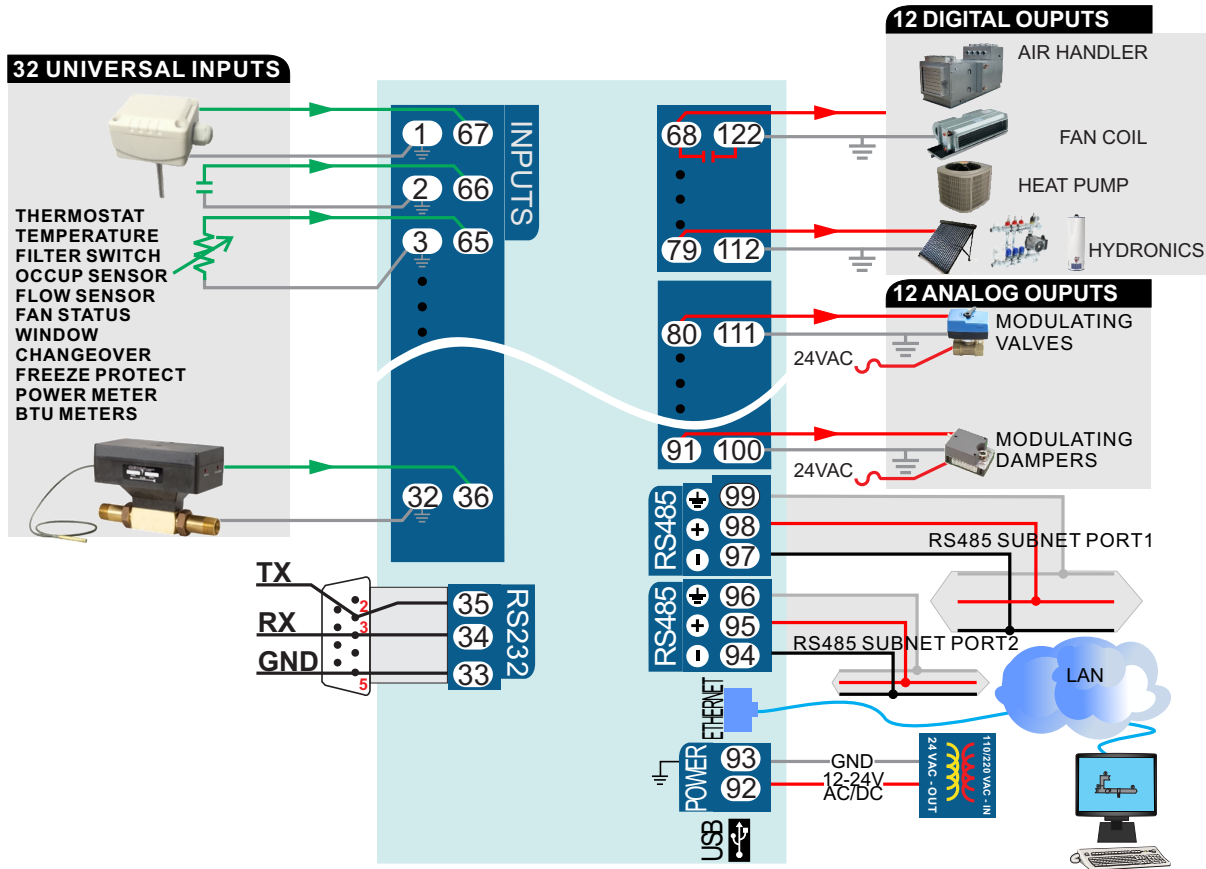 32 UNIVERSAL INPUTS
THERMOSTAT
TEMPERATURE
FILTER SWITCH
OCCUP SENSOR
FLOW SENSOR
FAN STATUS
WINDOW
CHANGEOVER
FREEZE PROTECT
POWER METER
BTU METERS
1 67
2 66
3 65
32 36
INPUTS
TX
RX
GND
2
3
5
35
34
33
RS232
12 DIGITAL OUPUTS
68 122
79 112
AIR HANDLER
FAN COIL
HEAT PUMP
HYDRONICS
12 ANALOG OUPUTS
80 111
91 100
24VAC
MODULATING
VALVES
24VAC
MODULATING
DAMPERS
RS485
99
+ 98
97
RS485 SUBNET PORT1
RS485
96
+ 95
94
RS485 SUBNET PORT2
ETHERNET
LAN
POWER
93
92
GND
12-24V
AC/DC
110/220 VAC - IN
24 VAC - OUT
USB